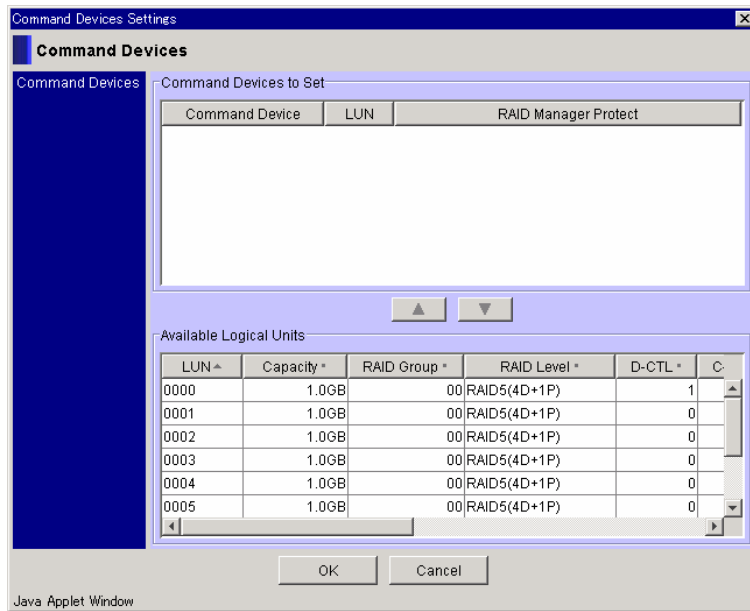 Command Devices Settings
Command Devices
Command Devices
Command Devices to Set
Command Device LUN RAID Manager Protect
Available Logical Units
LUN Capacity RAID Group RAID Level D-CTL C-
0000 1.0GB 00 RAID5(4D+1P) 1
0001 1.0GB 00 RAID5(4D+1P) 0
0002 1.0GB 00 RAID5(4D+1P) 0
0003 1.0GB 00 RAID5(4D+1P) 0
0004 1.0GB 00 RAID5(4D+1P) 0
0005 1.0GB 00 RAID5(4D+1P) 0
OK Cancel
Java Applet Window